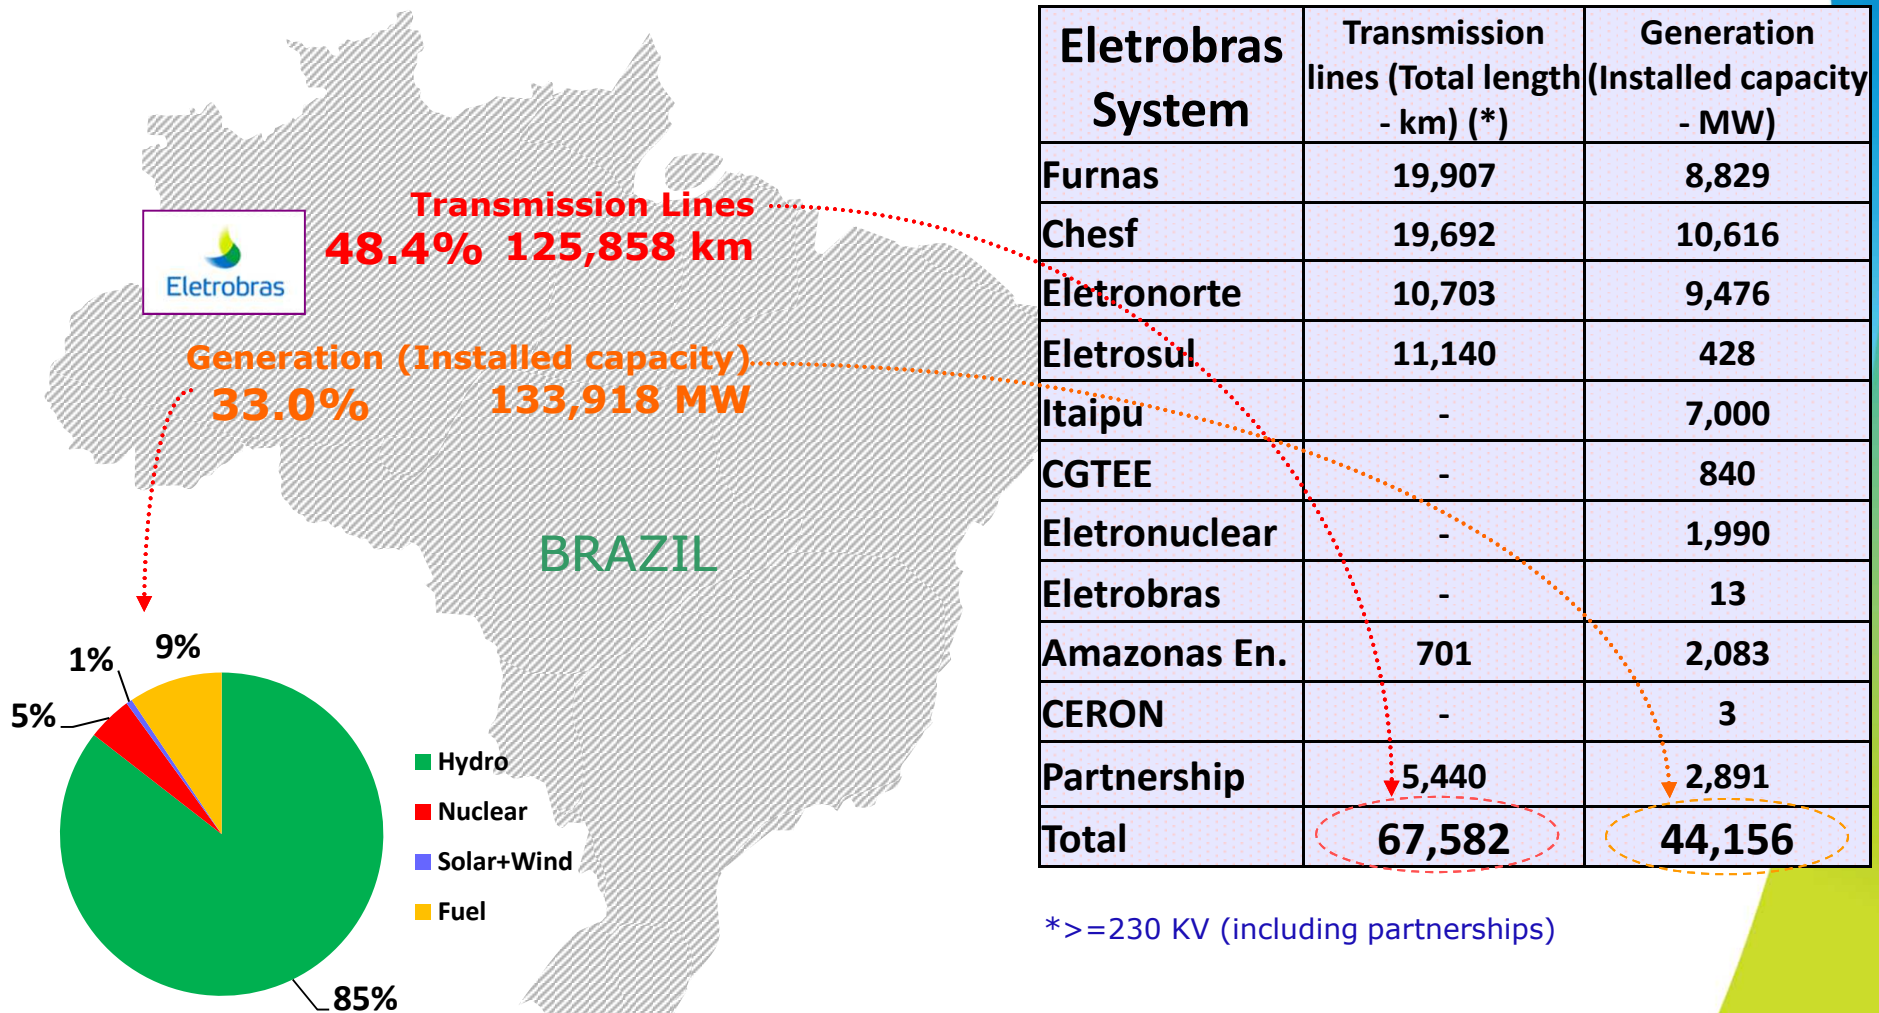 Transmission Lines
48.4% 125,858 km
Eletrobras
Generation (Installed capacity)
33.0% 133,918 MW
BRAZIL
9%
1%
5%
85%
Hydro
Nuclear
Solar+Wind
Fuel
Eletrobras System
Transmission lines (Total length - km) (*)
Generation (Installed capacity - MW)
Furnas 19,907 8,829
Chesf 19,692 10,616
Eletronorte 10,703 9,476
Eletrosul 11,140 428
Itaipu - 7,000
CGTEE - 840
Eletronuclear - 1,990
Eletrobras - 13
Amazonas En. 701 2,083
CERON - 3
Partnership 5,440 2,891
Total 67,582 44,156
*>=230 KV (including partnerships)